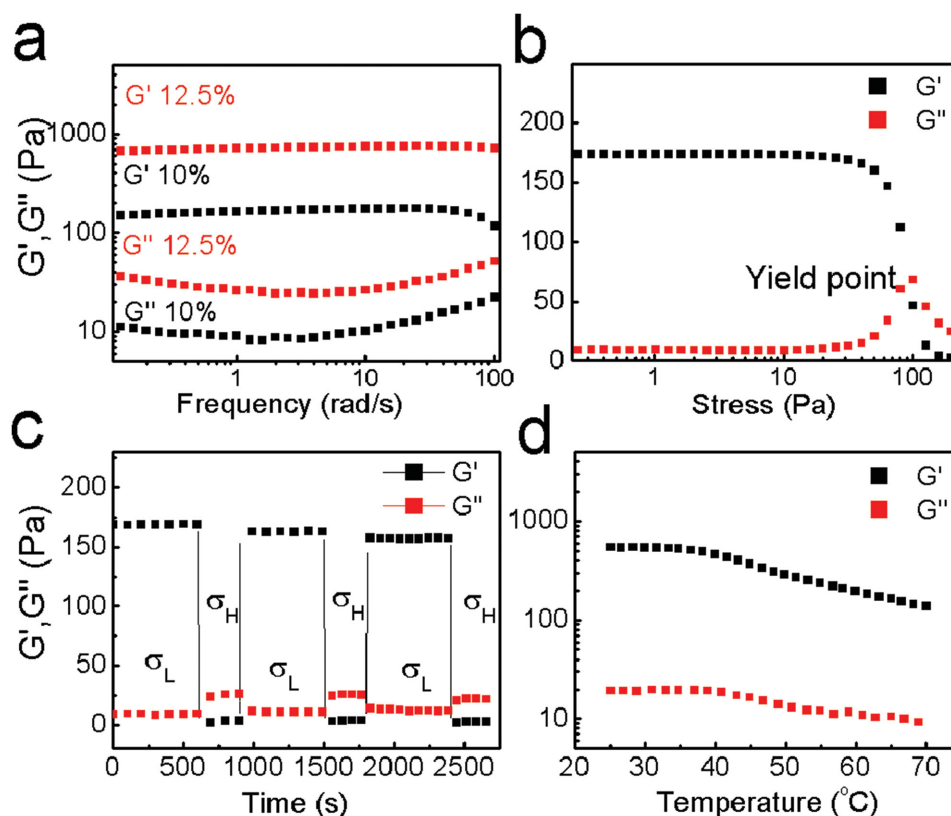 a
G' 12.5%
G' 10%
G" 12.5%
G" 10%
1000
100
10
G',G" (Pa)
1
10
100
Frequency (rad/s)
b
G'
G"
200
150
100
50
0
Yield point
1
10
100
Stress (Pa)
c
G'
G"
200
150
100
50
25
0
G',G" (Pa)
σH
σH
σH
σL
σL
σL
0
500
1000
1500
2000
2500
Time (s)
d
G'
G"
1000
100
10
20
30
40
50
60
70
Temperature (°C)